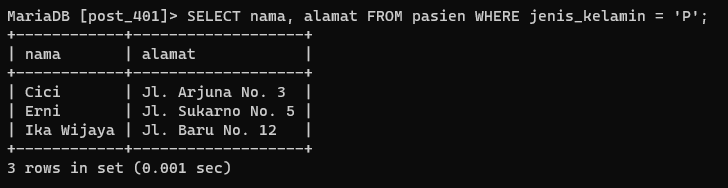 MariaDB [post_401]> SELECT nama, alamat FROM pasien WHERE jenis_kelamin = 'P';
+------------+-------------------+
| nama       | alamat            |
+------------+-------------------+
| Cici       | Jl. Arjuna No. 3  |
| Erni       | Jl. Sukarno No. 5 |
| Ika Wijaya | Jl. Baru No. 12   |
+------------+-------------------+
3 rows in set (0.001 sec)